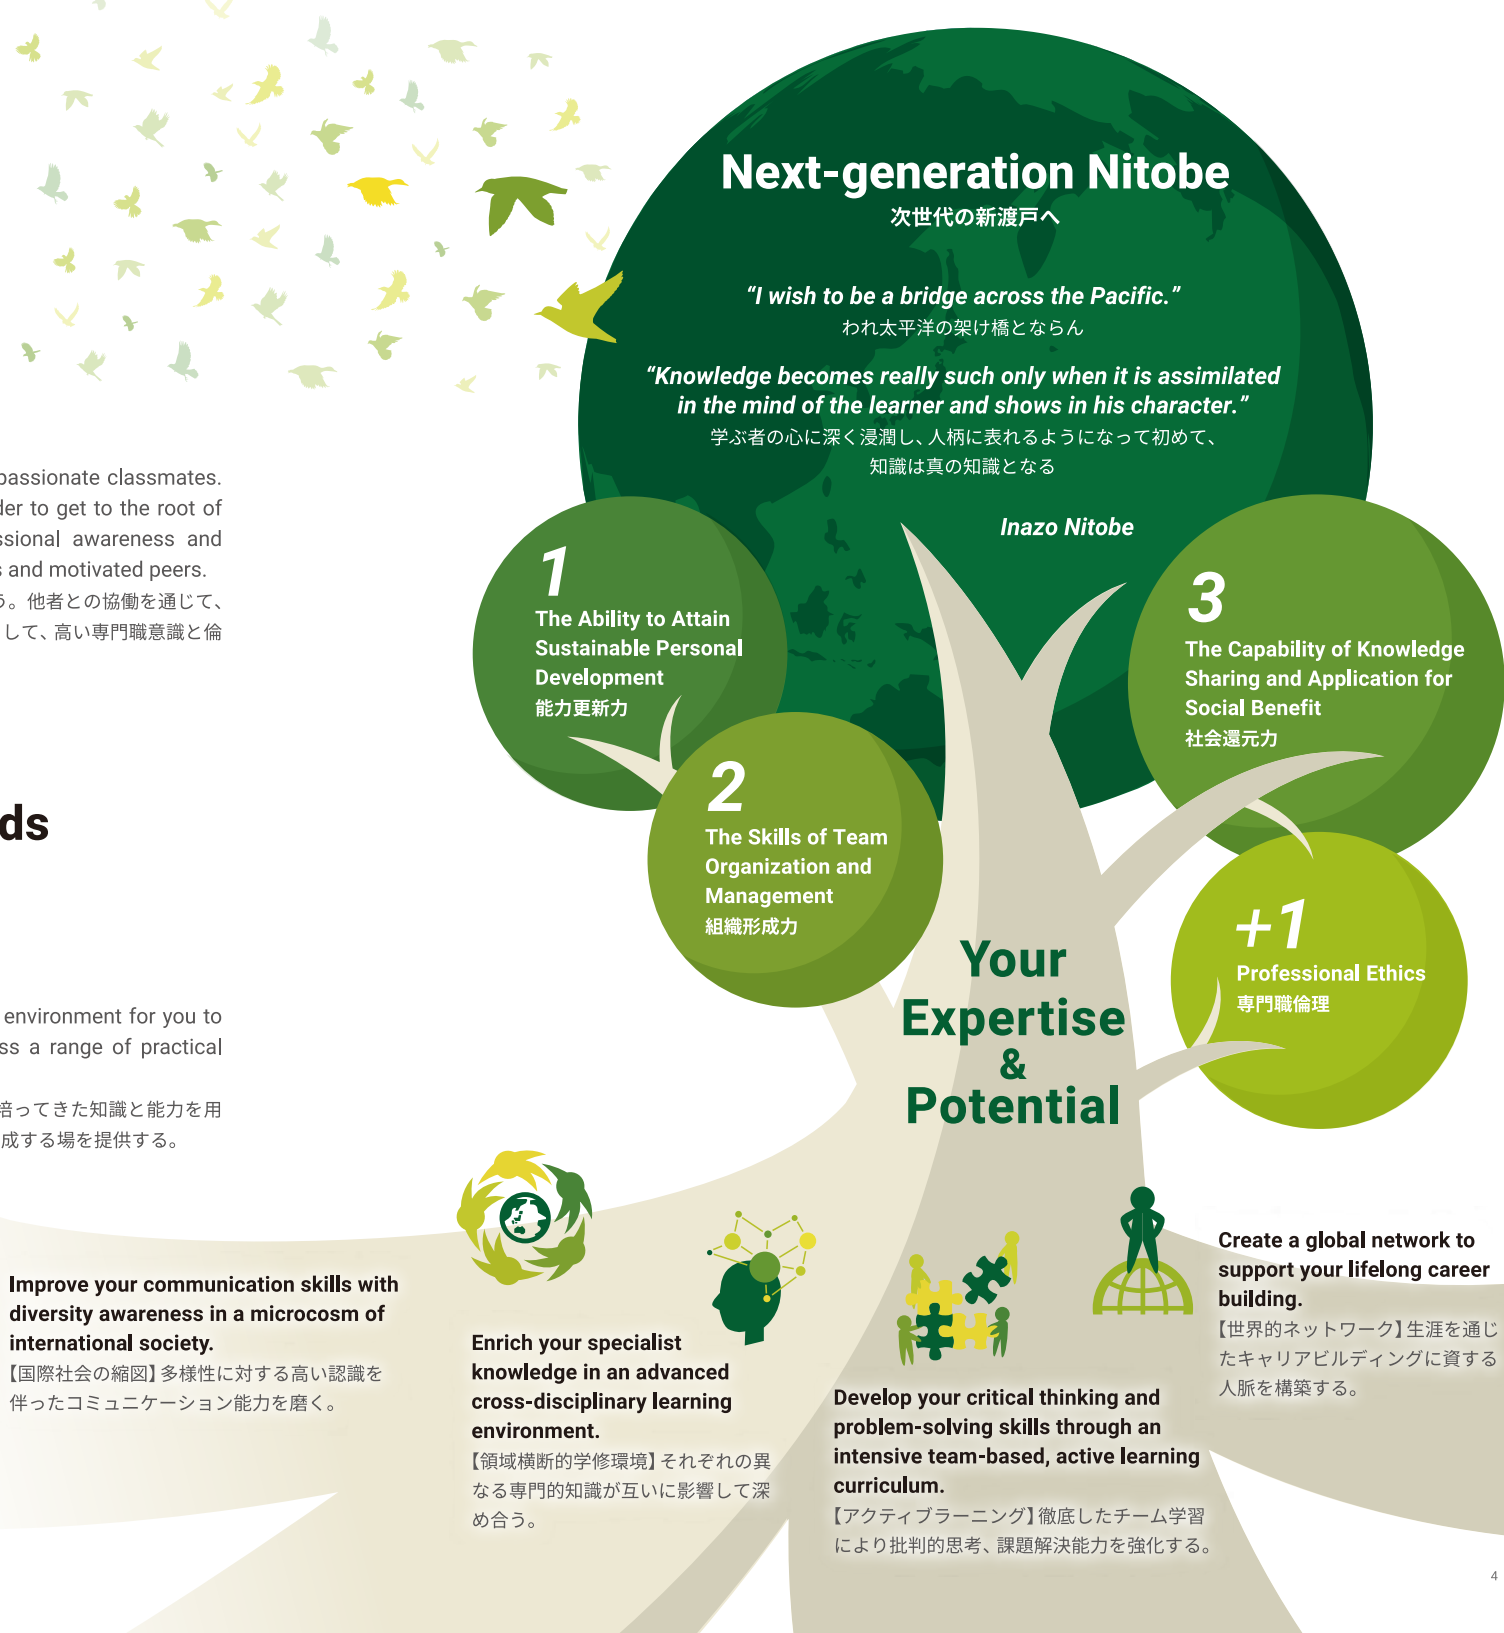 Next-generation Nitobe
次世代の新渡戸へ
“I wish to be a bridge across the Pacific.”
われ太平洋の架け橋とならん
“Knowledge becomes really such only when it is assimilated
in the mind of the learner and shows in his character.”
学ぶ者の心に深く浸潤し、人柄に表れるようになって初めて、
知識は真の知識となる
Inazo Nitobe
passionate classmates.
der to get to the root of
ssional awareness and
s and motivated peers.
う。他者との協働を通じて、
して、高い専門職意識と倫
ds
environment for you to
ss a range of practical
培ってきた知識と能力を用
成する場を提供する。
1
The Ability to Attain
Sustainable Personal
Development
能力更新力
2
The Skills of Team
Organization and
Management
組織形成力
3
The Capability of Knowledge
Sharing and Application for
Social Benefit
社会還元力
+1
Professional Ethics
専門職倫理
Your
Expertise
&
Potential
Improve your communication skills with
diversity awareness in a microcosm of
international society.
【国際社会の縮図】多様性に対する高い認識を
伴ったコミュニケーション能力を磨く。
Enrich your specialist
knowledge in an advanced
cross-disciplinary learning
environment.
【領域横断的学修環境】それぞれの異
なる専門的知識が互いに影響して深
め合う。
Develop your critical thinking and
problem-solving skills through an
intensive team-based, active learning
curriculum.
【アクティブラーニング】徹底したチーム学習
により批判的思考、課題解決能力を強化する。
Create a global network to
support your lifelong career
building.
【世界的ネットワーク】生涯を通じ
たキャリアビルディングに資する
人脈を構築する。
4